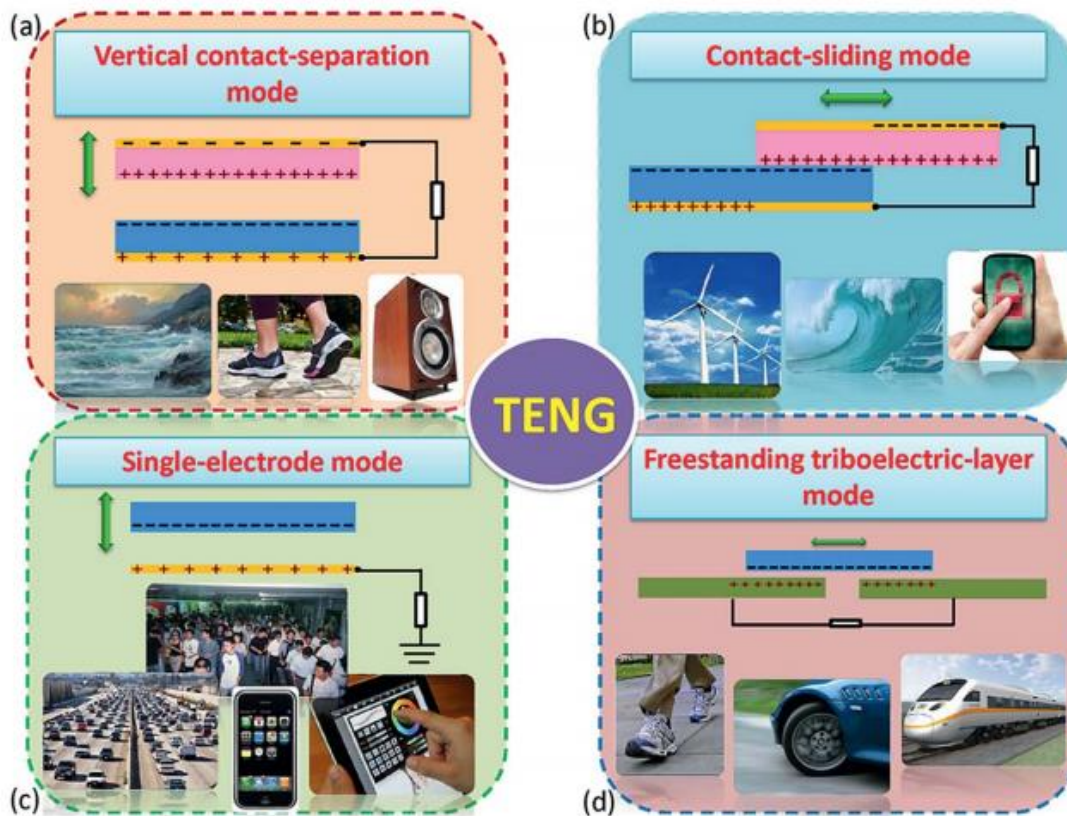 (a)
Vertical contact-separation
mode
(b)
Contact-sliding mode
TENG
Single-electrode mode
(c)
Freestanding triboelectric-layer
mode
(d)